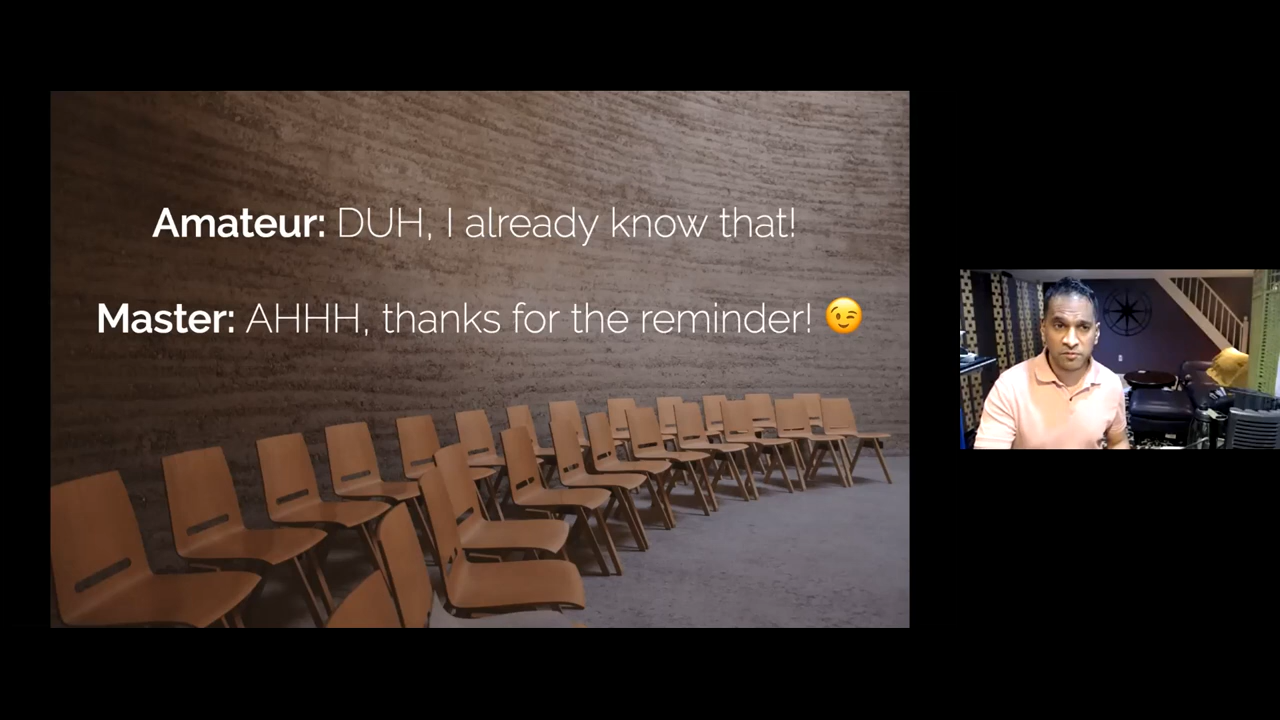 Amateur: DUH, I already know that!
Master: AHHH, thanks for the reminder! 😉